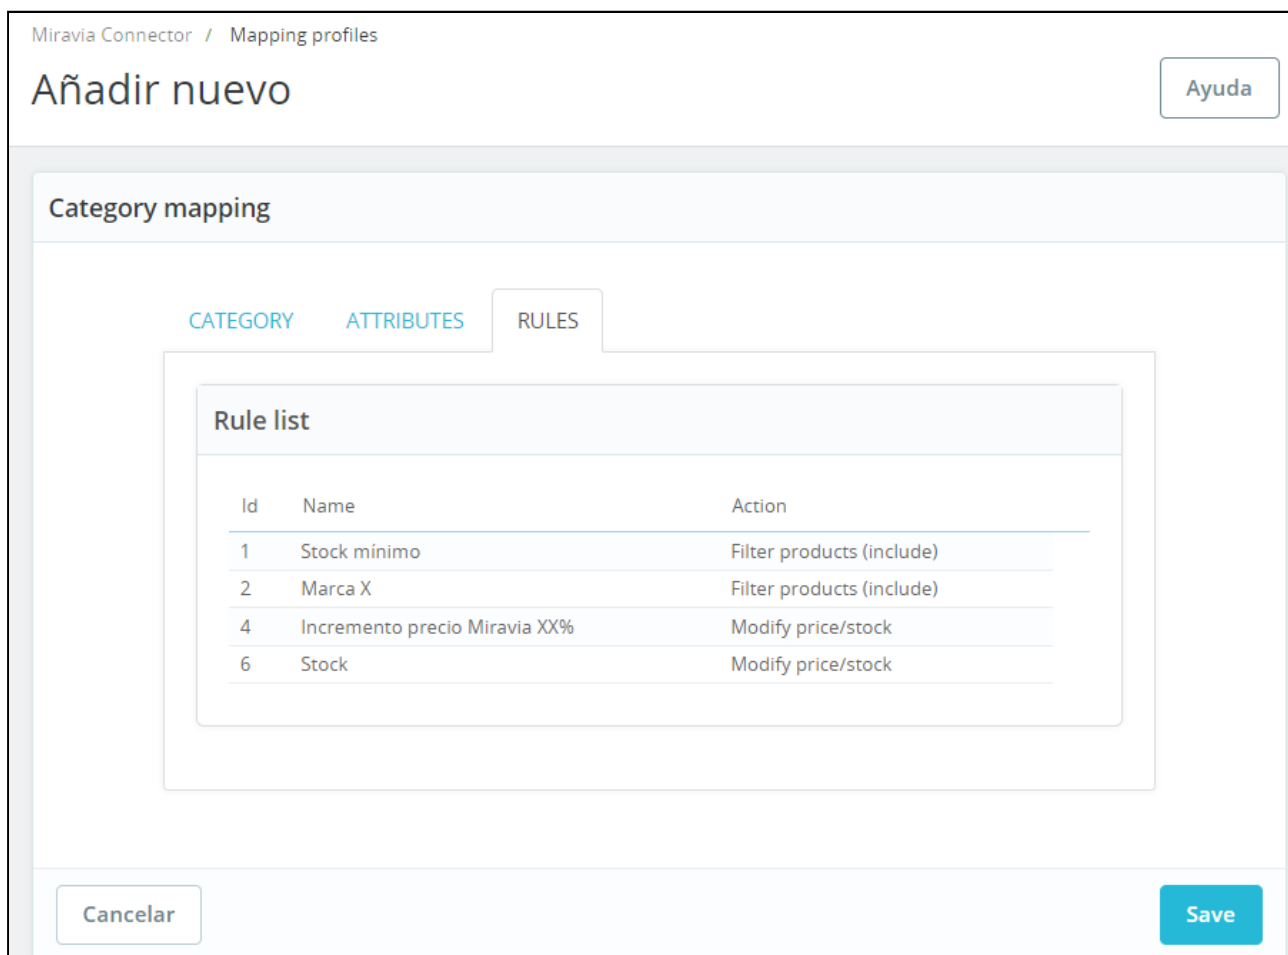 Miravia Connector / Mapping profiles
Añadir nuevo
Ayuda
Category mapping
CATEGORY ATTRIBUTES RULES
Rule list
Id Name Action
1 Stock mínimo Filter products (include)
2 Marca X Filter products (include)
4 Incremento precio Miravia XX% Modify price/stock
6 Stock Modify price/stock
Cancelar Save